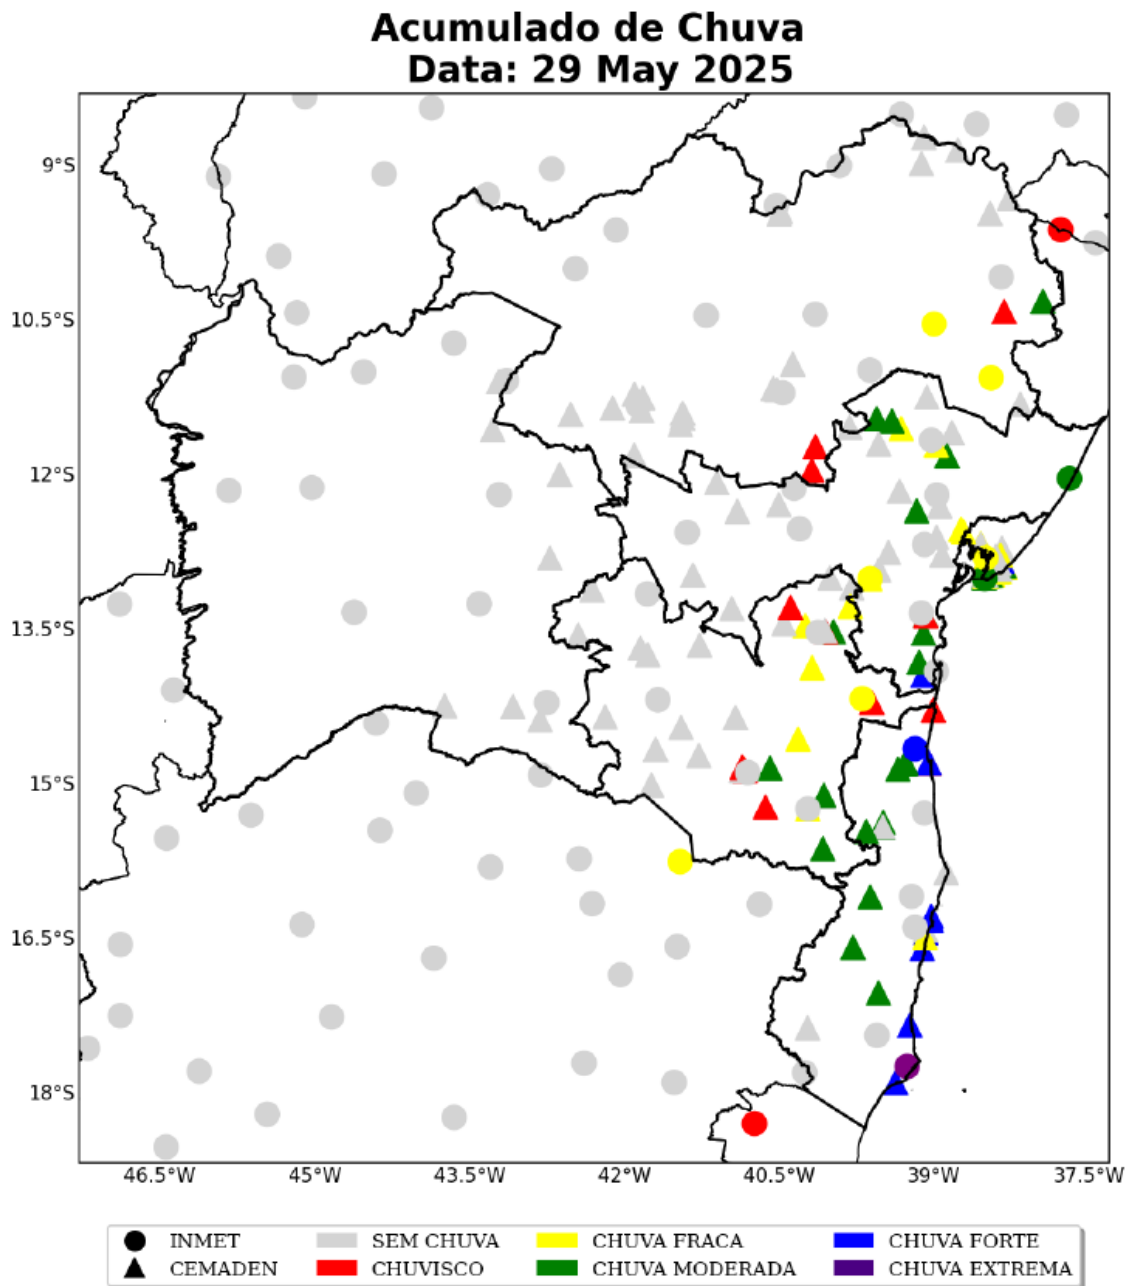 Acumulado de Chuva
Data: 29 May 2025
9°S
10.5°S
12°S
13.5°S
15°S
16.5°S
18°S
46.5°W 45°W 43.5°W 42°W 40.5°W 39°W 37.5°W
INMET SEM CHUVA CHUVA FRACA CHUVA FORTE
CEMADEN CHUVISCO CHUVA MODERADA CHUVA EXTREMA